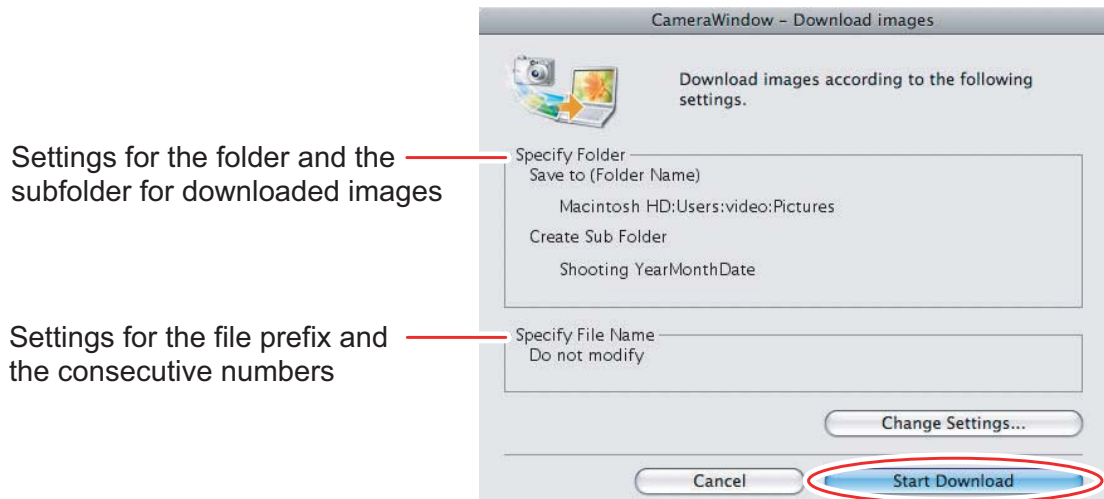 CameraWindow – Download images
Download images according to the following
settings.
Settings for the folder and the
subfolder for downloaded images
Specify Folder
Save to (Folder Name)
Macintosh HD:Users:video:Pictures
Create Sub Folder
Shooting YearMonthDate
Settings for the file prefix and
the consecutive numbers
Specify File Name
Do not modify
Change Settings...
Cancel
Start Download